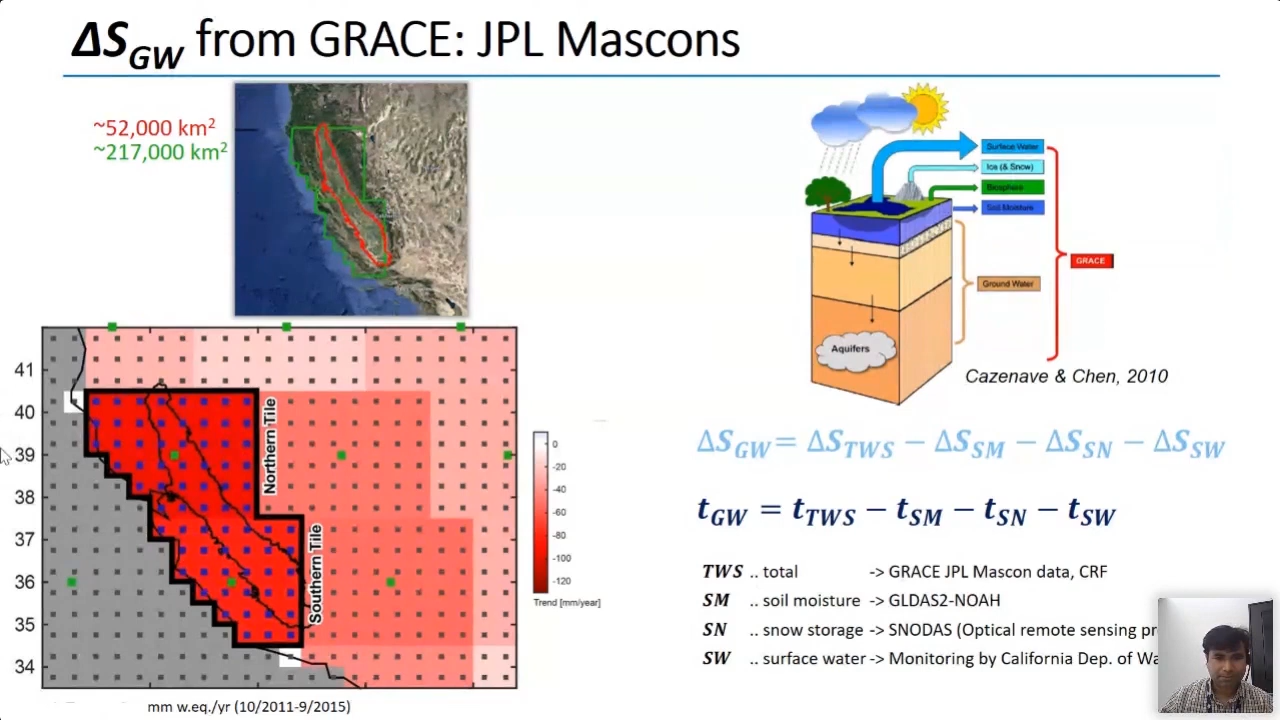 ΔS_GW from GRACE: JPL Mascons
~52,000 km²
~217,000 km²
Surface Water
Ice (& Snow)
Biosphere
Soil Moisture
GRACE
Ground Water
Aquifers
Cazenave & Chen, 2010
41
40
39
38
37
36
35
34
Northern Tile
Southern Tile
0
-20
-40
-60
-80
-100
-120
Trend [mm/year]
mm w.eq./yr (10/2011-9/2015)
ΔS_GW = ΔS_TWS − ΔS_SM − ΔS_SN − ΔS_SW
t_GW = t_TWS − t_SM − t_SN − t_SW
TWS .. total -> GRACE JPL Mascon data, CRF
SM .. soil moisture -> GLDAS2-NOAH
SN .. snow storage -> SNODAS (Optical remote sensing pr
SW .. surface water -> Monitoring by California Dep. of Wa